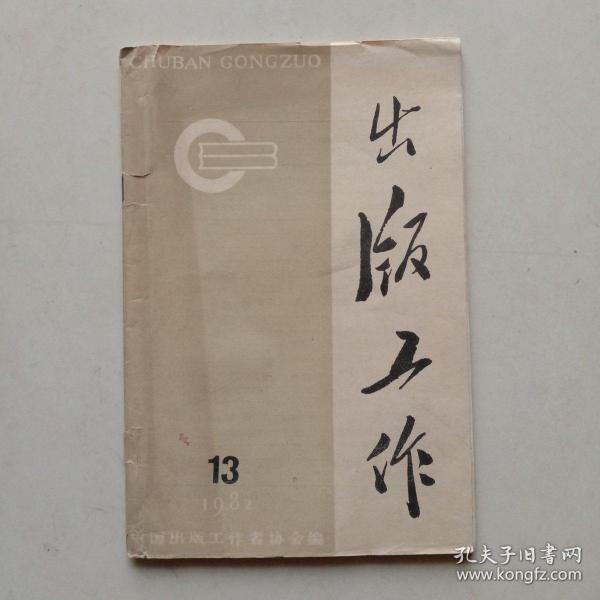 CHUBAN GONGZUO
出版工作
13
1982
中国出版工作者协会编
孔夫子旧书网
www.kongfz.com